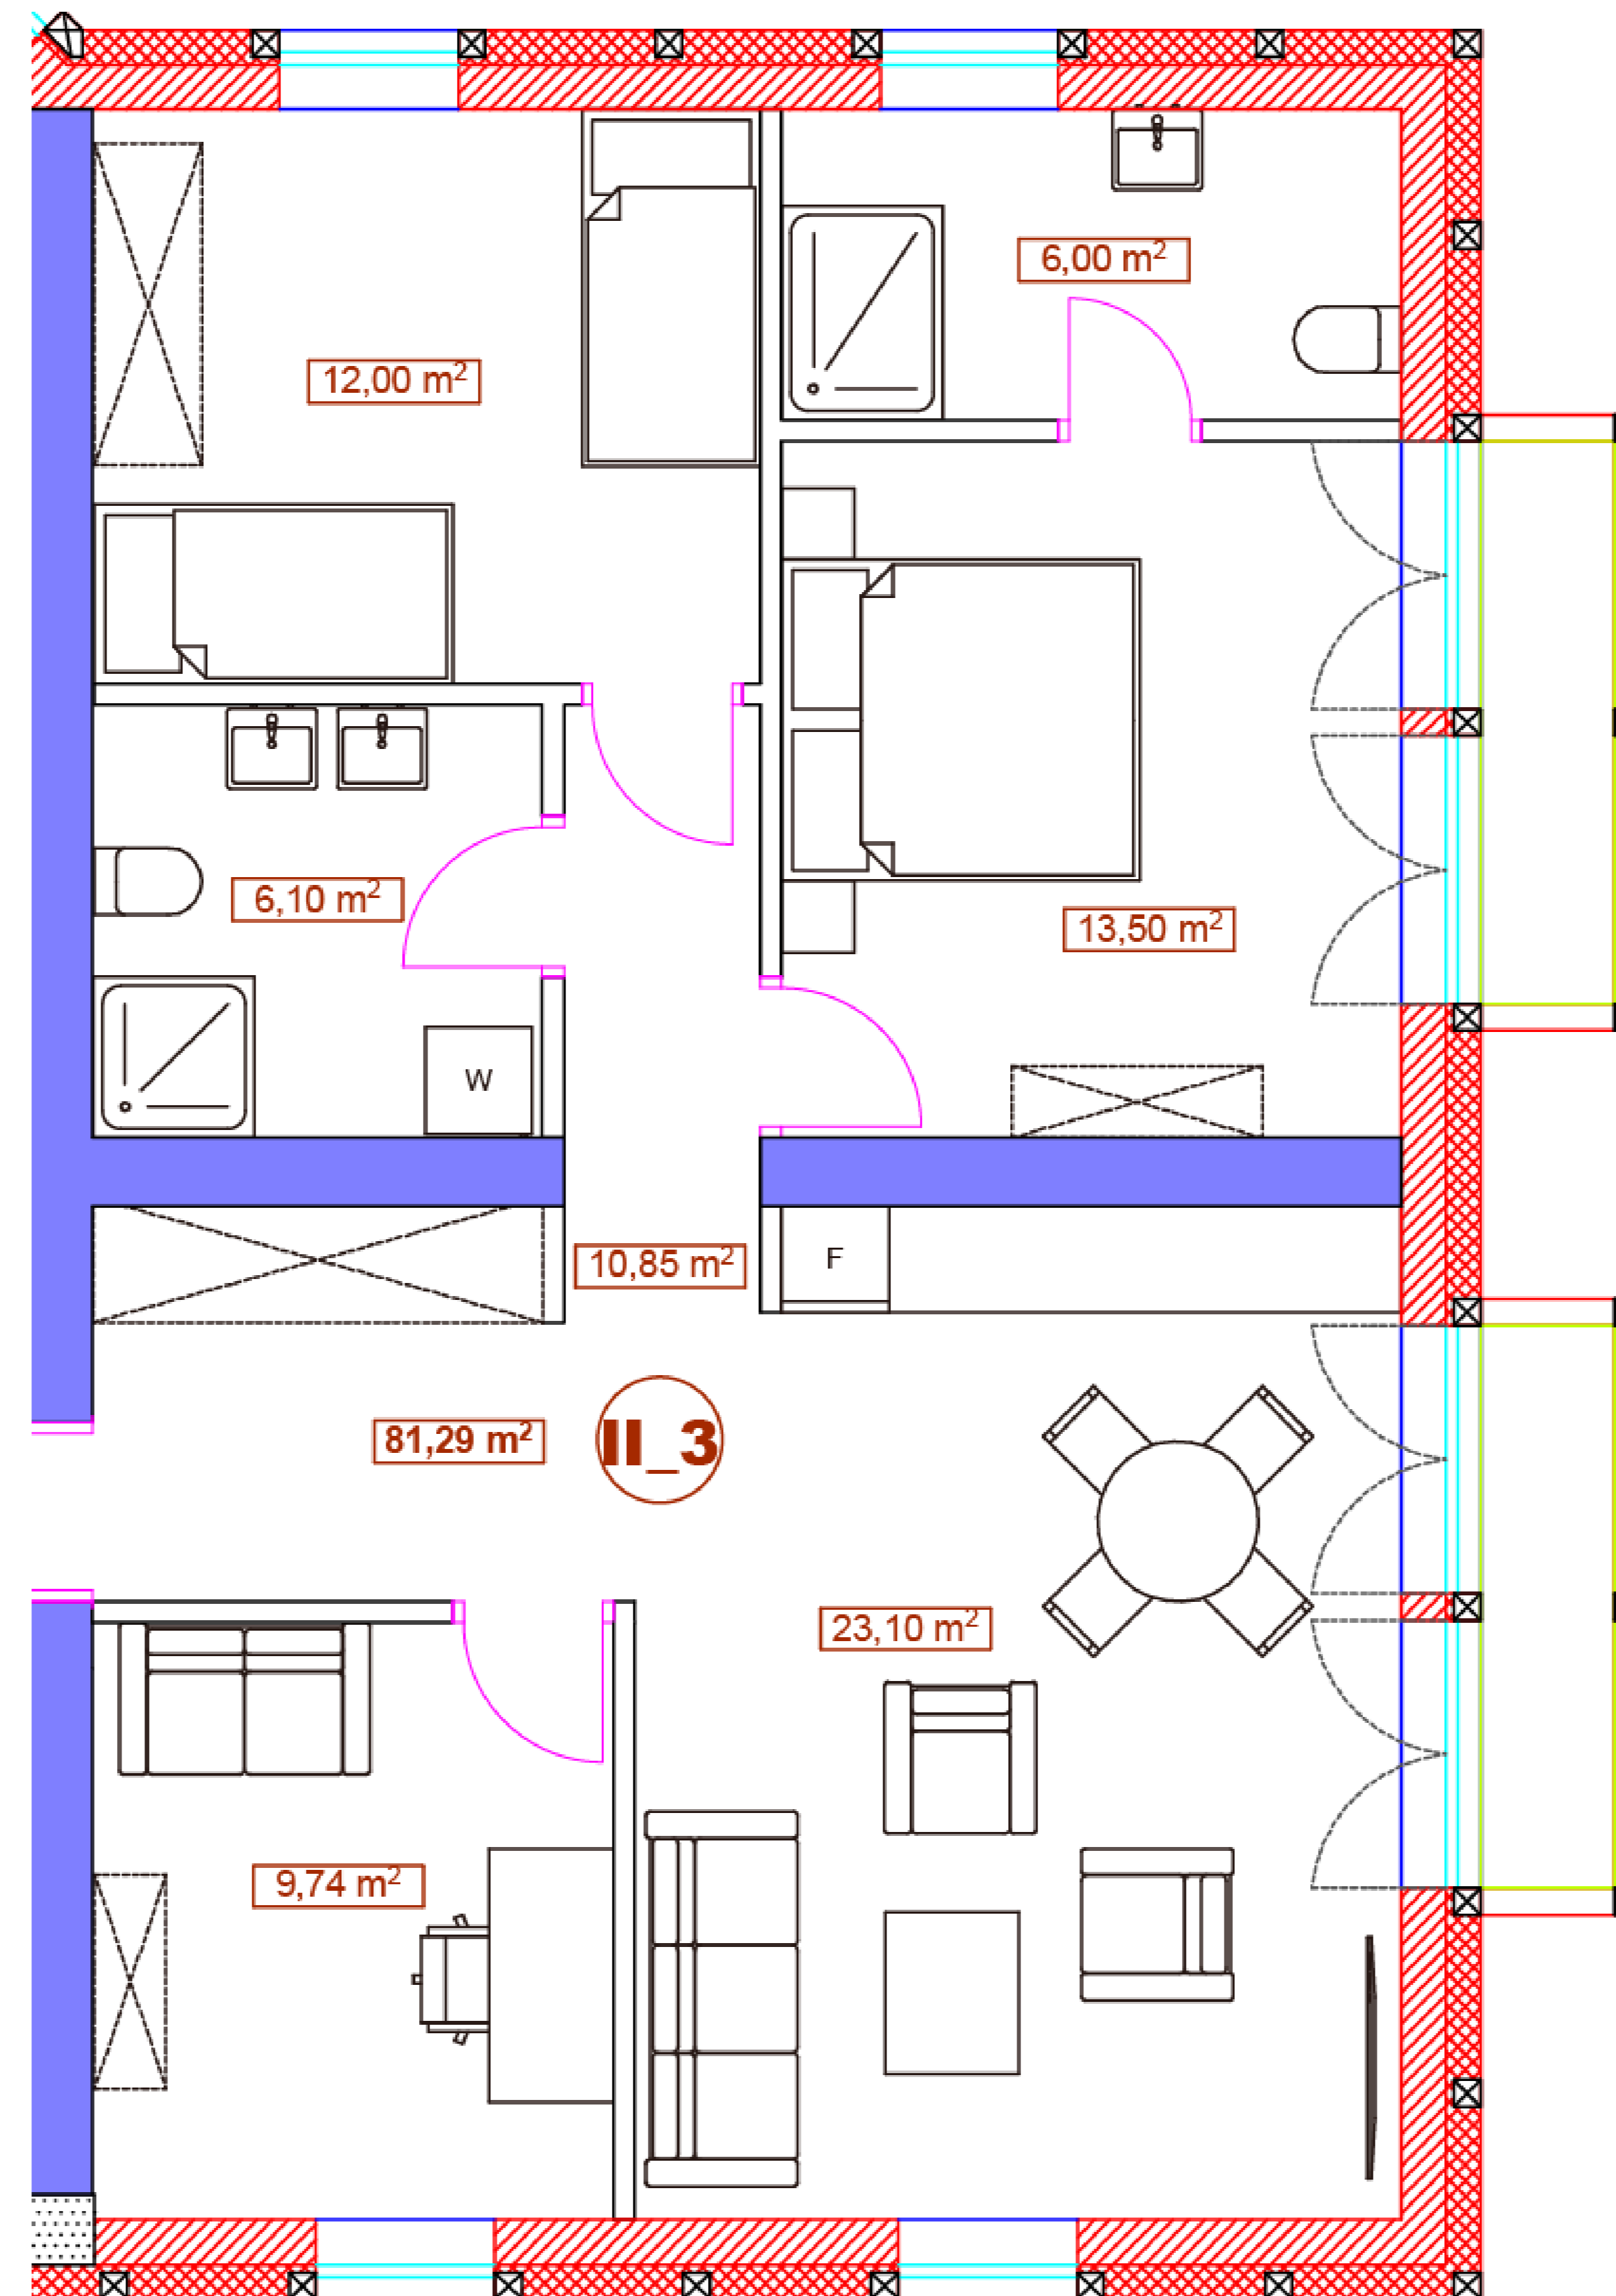 6,00 m²
12,00 m²
6,10 m²
13,50 m²
W
10,85 m²
F
81,29 m²
II_3
23,10 m²
9,74 m²